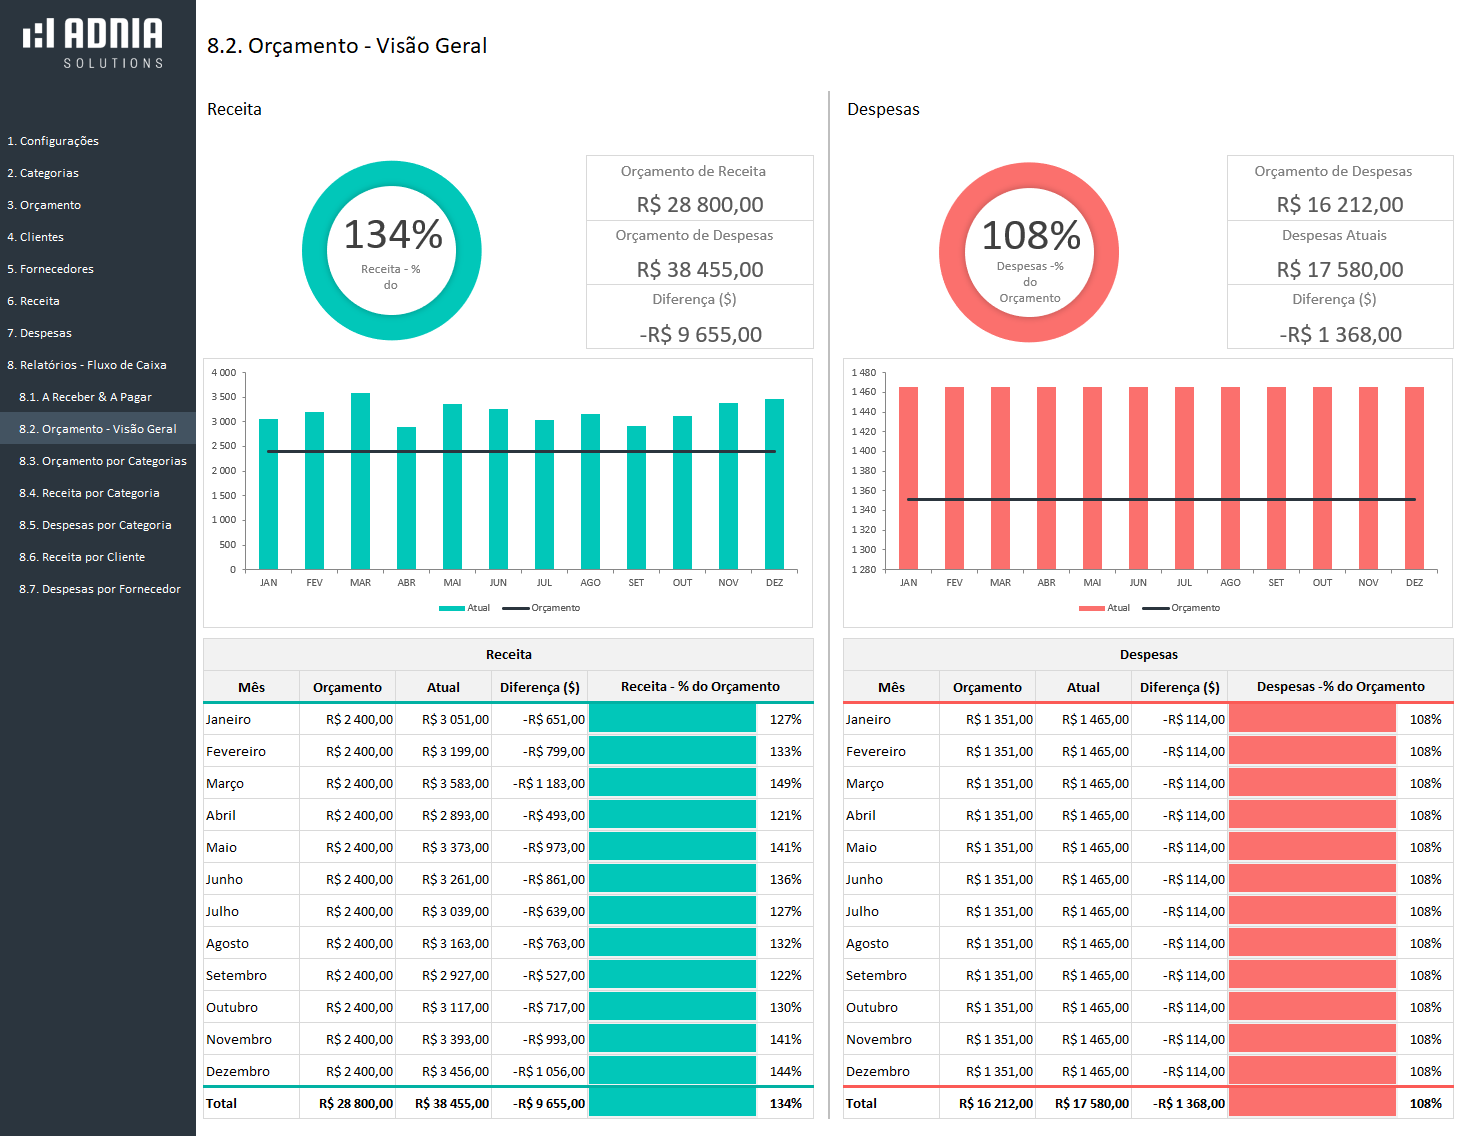 ADNIA
SOLUTIONS
1. Configurações
2. Categorias
3. Orçamento
4. Clientes
5. Fornecedores
6. Receita
7. Despesas
8. Relatórios - Fluxo de Caixa
8.1. A Receber & A Pagar
8.2. Orçamento - Visão Geral
8.3. Orçamento por Categorias
8.4. Receita por Categoria
8.5. Despesas por Categoria
8.6. Receita por Cliente
8.7. Despesas por Fornecedor
8.2. Orçamento - Visão Geral
Receita
134%
Receita - %
do
Orçamento de Receita
R$ 28 800,00
Orçamento de Despesas
R$ 38 455,00
Diferença ($)
-R$ 9 655,00
4 000
3 500
3 000
2 500
2 000
1 500
1 000
500
0
JAN FEV MAR ABR MAI JUN JUL AGO SET OUT NOV DEZ
Atual Orçamento
Receita
Mês Orçamento Atual Diferença ($) Receita - % do Orçamento
Janeiro R$ 2 400,00 R$ 3 051,00 -R$ 651,00 127%
Fevereiro R$ 2 400,00 R$ 3 199,00 -R$ 799,00 133%
Março R$ 2 400,00 R$ 3 583,00 -R$ 1 183,00 149%
Abril R$ 2 400,00 R$ 2 893,00 -R$ 493,00 121%
Maio R$ 2 400,00 R$ 3 373,00 -R$ 973,00 141%
Junho R$ 2 400,00 R$ 3 261,00 -R$ 861,00 136%
Julho R$ 2 400,00 R$ 3 039,00 -R$ 639,00 127%
Agosto R$ 2 400,00 R$ 3 163,00 -R$ 763,00 132%
Setembro R$ 2 400,00 R$ 2 927,00 -R$ 527,00 122%
Outubro R$ 2 400,00 R$ 3 117,00 -R$ 717,00 130%
Novembro R$ 2 400,00 R$ 3 393,00 -R$ 993,00 141%
Dezembro R$ 2 400,00 R$ 3 456,00 -R$ 1 056,00 144%
Total R$ 28 800,00 R$ 38 455,00 -R$ 9 655,00 134%
Despesas
108%
Despesas -%
do
Orçamento
Orçamento de Despesas
R$ 16 212,00
Despesas Atuais
R$ 17 580,00
Diferença ($)
-R$ 1 368,00
1 480
1 460
1 440
1 420
1 400
1 380
1 360
1 340
1 320
1 300
1 280
JAN FEV MAR ABR MAI JUN JUL AGO SET OUT NOV DEZ
Atual Orçamento
Despesas
Mês Orçamento Atual Diferença ($) Despesas -% do Orçamento
Janeiro R$ 1 351,00 R$ 1 465,00 -R$ 114,00 108%
Fevereiro R$ 1 351,00 R$ 1 465,00 -R$ 114,00 108%
Março R$ 1 351,00 R$ 1 465,00 -R$ 114,00 108%
Abril R$ 1 351,00 R$ 1 465,00 -R$ 114,00 108%
Maio R$ 1 351,00 R$ 1 465,00 -R$ 114,00 108%
Junho R$ 1 351,00 R$ 1 465,00 -R$ 114,00 108%
Julho R$ 1 351,00 R$ 1 465,00 -R$ 114,00 108%
Agosto R$ 1 351,00 R$ 1 465,00 -R$ 114,00 108%
Setembro R$ 1 351,00 R$ 1 465,00 -R$ 114,00 108%
Outubro R$ 1 351,00 R$ 1 465,00 -R$ 114,00 108%
Novembro R$ 1 351,00 R$ 1 465,00 -R$ 114,00 108%
Dezembro R$ 1 351,00 R$ 1 465,00 -R$ 114,00 108%
Total R$ 16 212,00 R$ 17 580,00 -R$ 1 368,00 108%